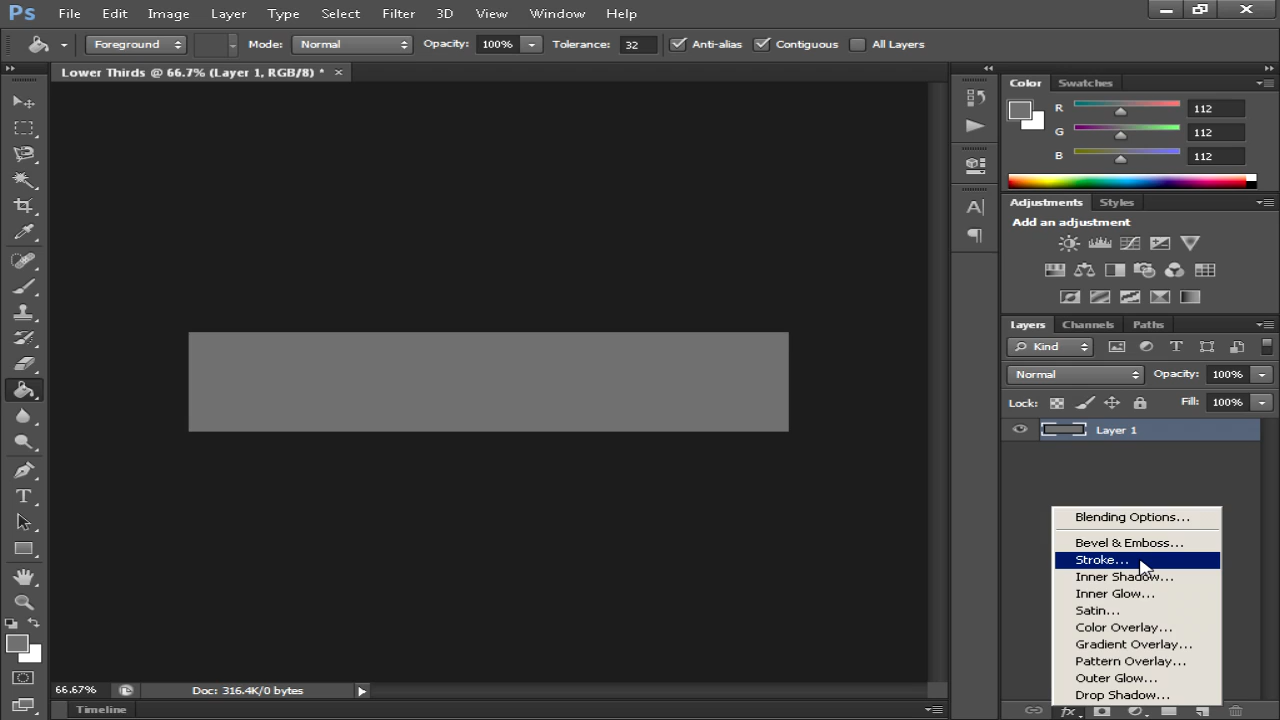 Ps File Edit Image Layer Type Select Filter 3D View Window Help
Foreground Mode: Normal Opacity: 100% Tolerance: 32 Anti-alias Contiguous All Layers
Lower Thirds @ 66.7% (Layer 1, RGB/8) *
Color Swatches
R 112
G 112
B 112
Adjustments Styles
Add an adjustment
Layers Channels Paths
Kind
Normal Opacity: 100%
Lock: Fill: 100%
Layer 1
Blending Options...
Bevel & Emboss...
Stroke...
Inner Shadow...
Inner Glow...
Satin...
Color Overlay...
Gradient Overlay...
Pattern Overlay...
Outer Glow...
Drop Shadow...
66.67% Doc: 316.4K/0 bytes
Timeline
fx